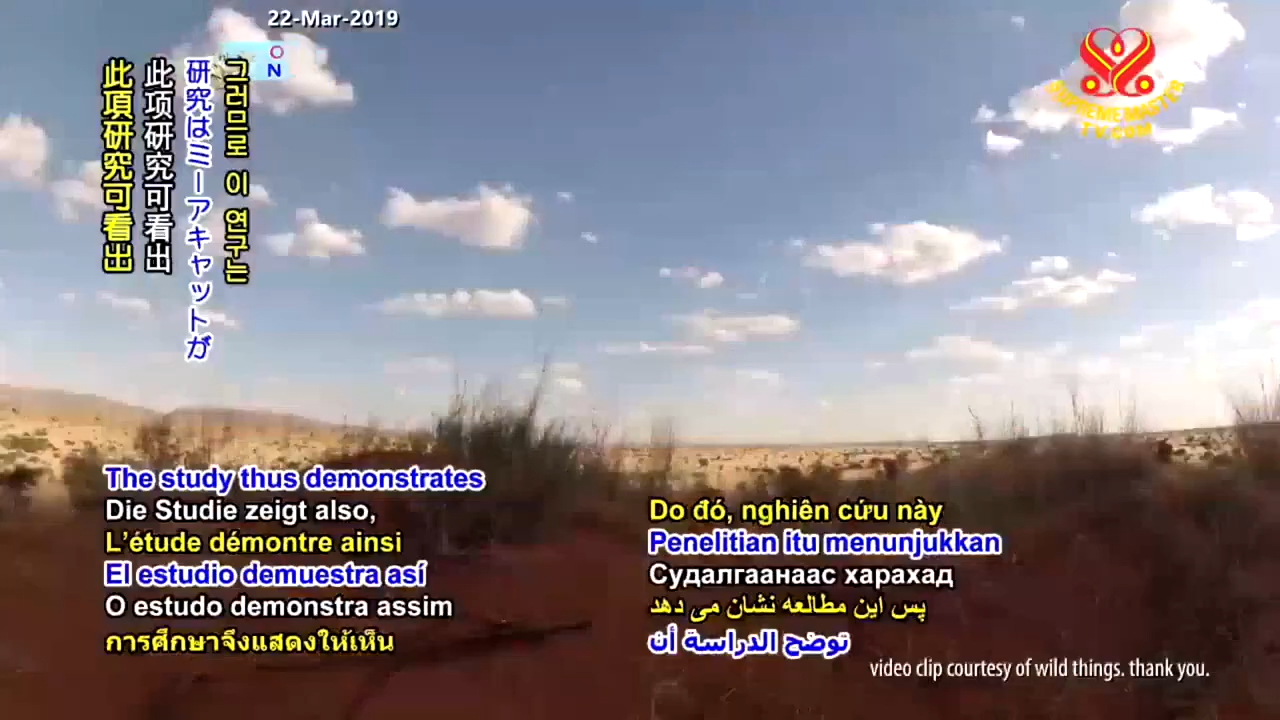 22-Mar-2019
O
N
SUPREME MASTER
TV.COM
그러므로 이 연구는
研究はミーアキャットが
此项研究可看出
此項研究可看出
The study thus demonstrates
Die Studie zeigt also,
L’étude démontre ainsi
El estudio demuestra así
O estudo demonstra assim
การศึกษาจึงแสดงให้เห็น
Do đó, nghiên cứu này
Penelitian itu menunjukkan
Судалгаанаас харахад
پس این مطالعه نشان می دهد
توضح الدراسة أن
video clip courtesy of wild things. thank you.